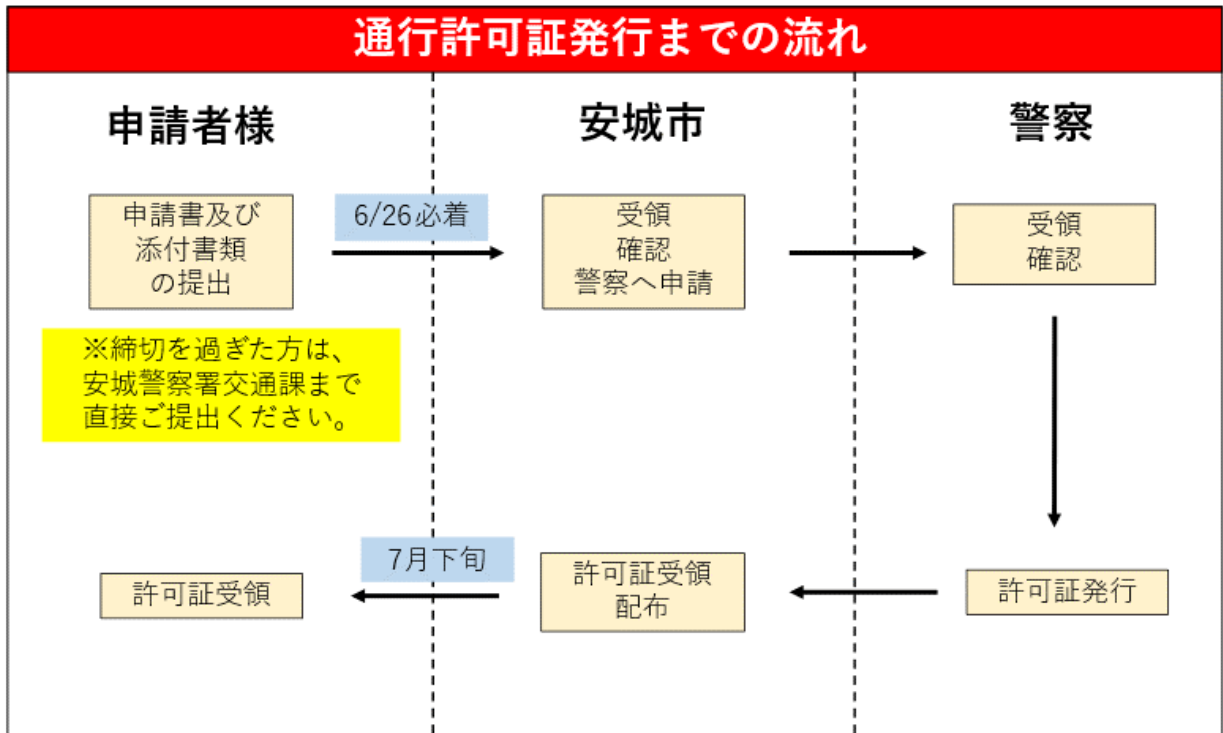 通行許可証発行までの流れ
申請者様
安城市
警察
申請書及び
添付書類
の提出
6/26必着
受領
確認
警察へ申請
受領
確認
※締切を過ぎた方は、
安城警察署交通課まで
直接ご提出ください。
許可証発行
許可証受領
配布
7月下旬
許可証受領